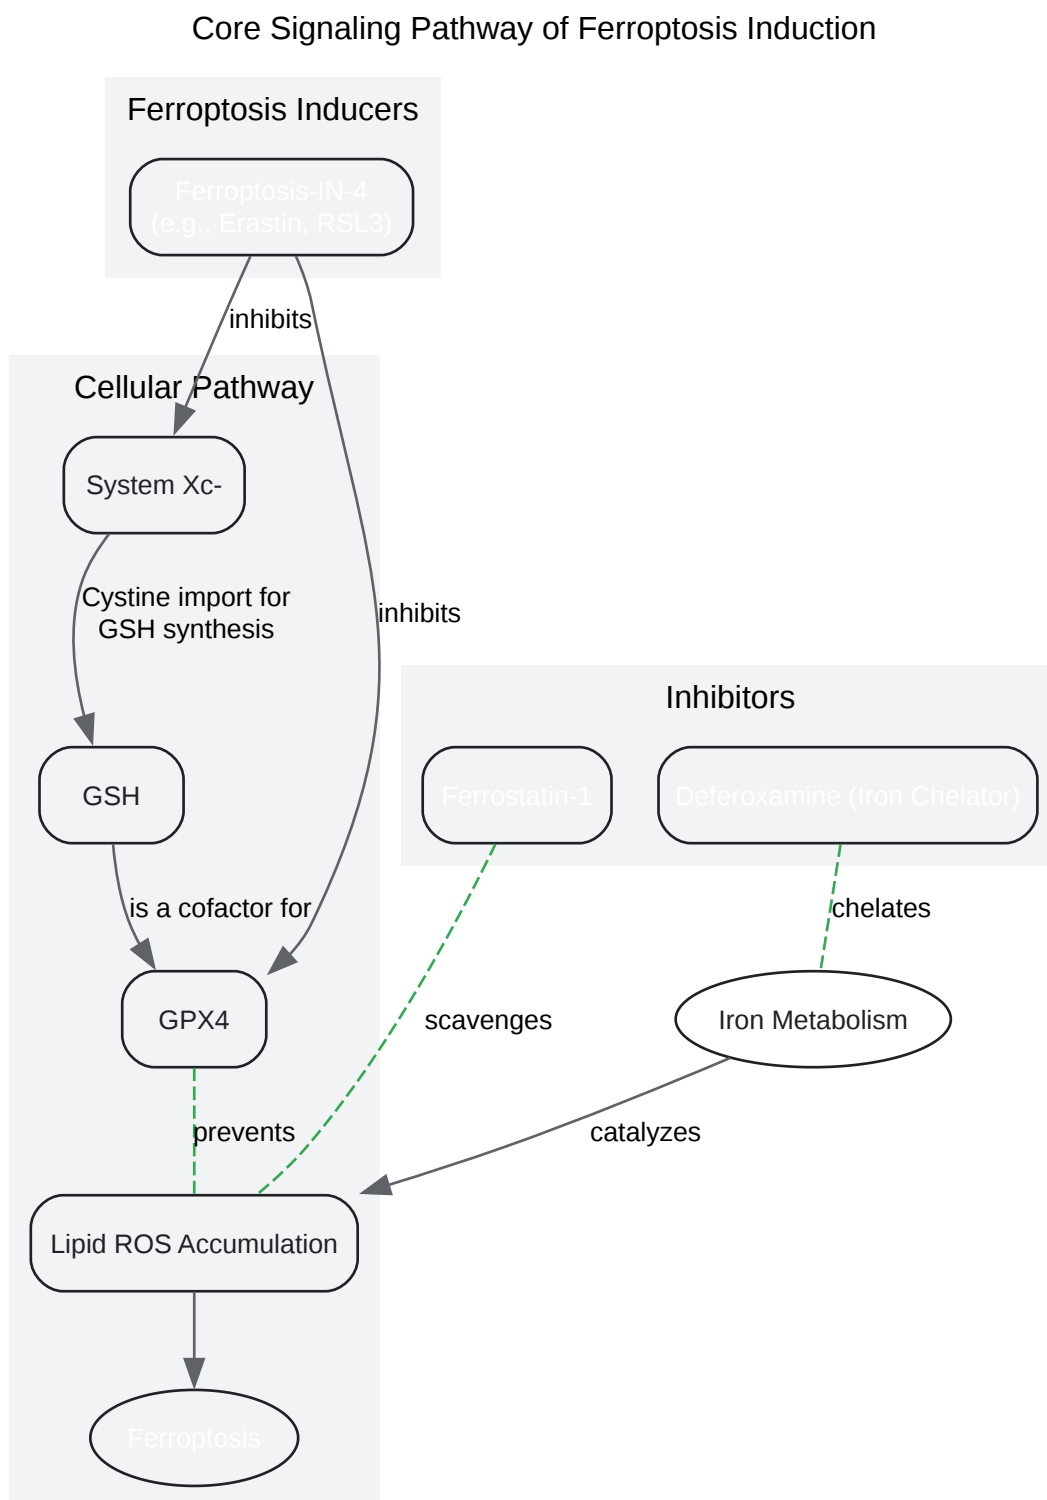 Core Signaling Pathway of Ferroptosis Induction
Ferroptosis Inducers
Ferroptosis-IN-4
(e.g., Erastin, RSL3)
inhibits
Cellular Pathway
System Xc-
Cystine import for
GSH synthesis
inhibits
Inhibitors
GSH
Ferrostatin-1
Deferoxamine (Iron Chelator)
is a cofactor for
chelates
GPX4
scavenges
Iron Metabolism
prevents
catalyzes
Lipid ROS Accumulation
Ferroptosis